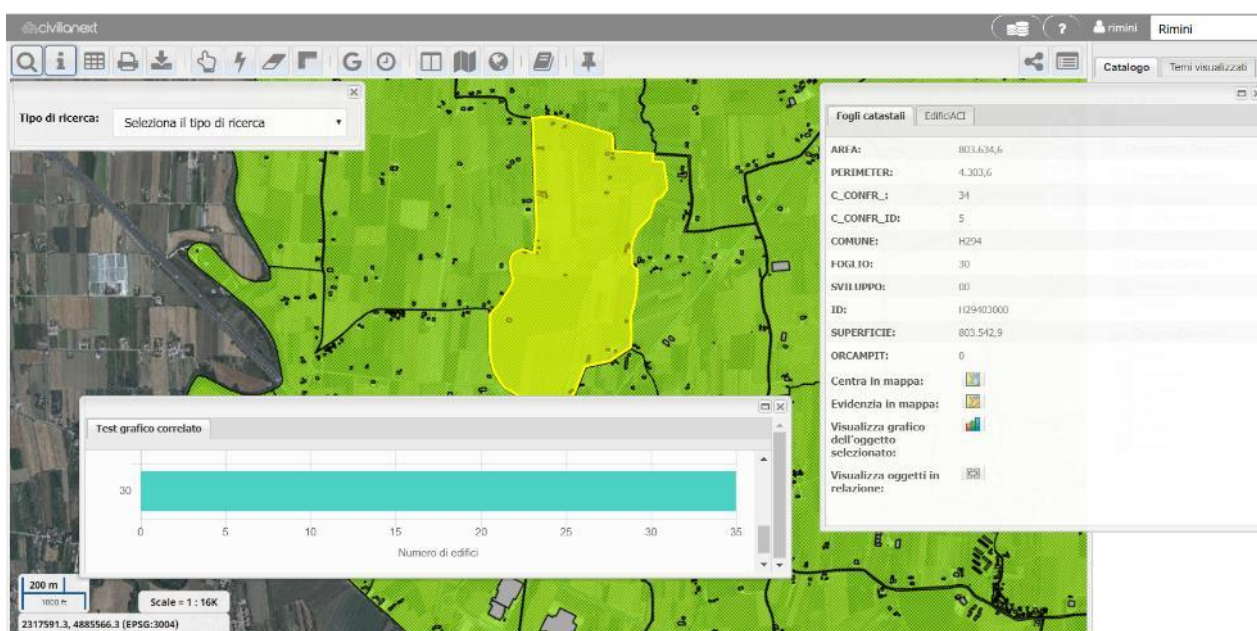 civilianext
?
rimini
Rimini
G
Catalogo
Temi visualizzati
Tipo di ricerca:
Seleziona il tipo di ricerca
Fogli catastali
EdificiACI
AREA: 803.634,6
PERIMETER: 4.303,6
C_CONFR_: 34
C_CONFR_ID: 5
COMUNE: H294
FOGLIO: 30
SVILUPPO: 00
ID: H29403000
SUPERFICIE: 803.542,9
ORCAMPIT: 0
Centra in mappa:
Evidenzia in mappa:
Visualizza grafico
dell'oggetto
selezionato:
Visualizza oggetti in
relazione:
Test grafico correlato
30
0 5 10 15 20 25 30 35
Numero di edifici
200 m
1000 ft
Scale = 1 : 16K
2317591.3, 4885566.3 (EPSG:3004)